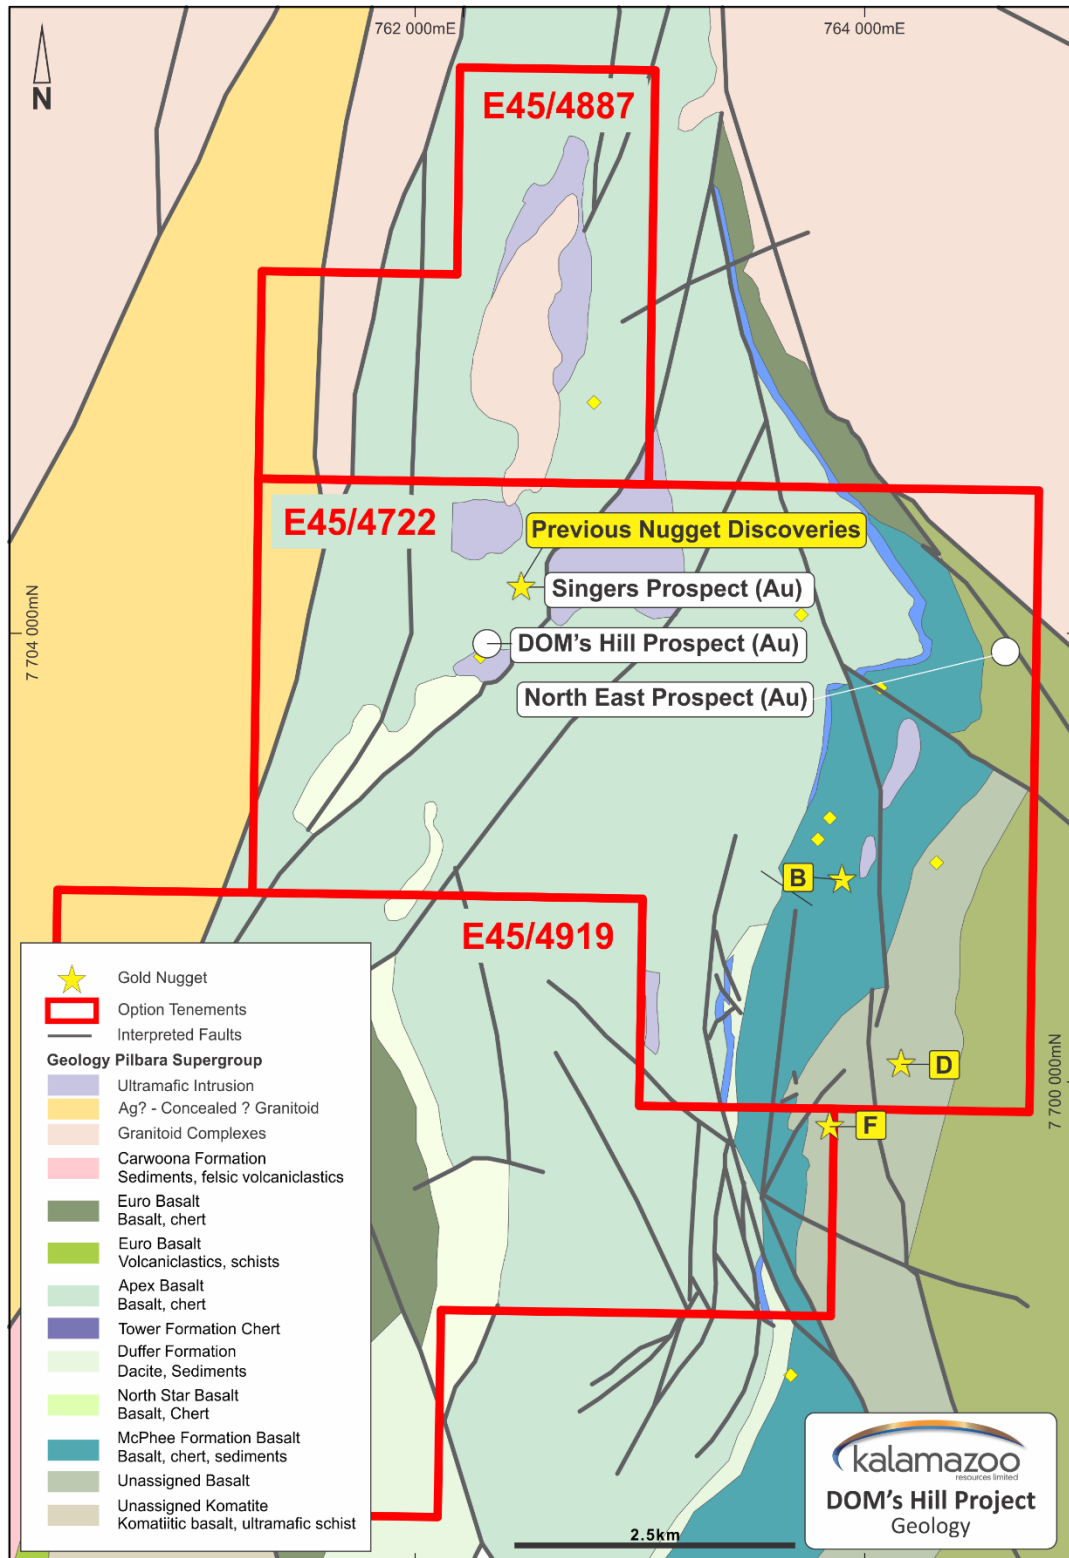 762 000mE
764 000mE
N
E45/4887
E45/4722
Previous Nugget Discoveries
Singers Prospect (Au)
7 704 000mN
DOM's Hill Prospect (Au)
North East Prospect (Au)
B
E45/4919
D
7 700 000mN
F
Gold Nugget
Option Tenements
Interpreted Faults
Geology Pilbara Supergroup
Ultramafic Intrusion
Ag? - Concealed ? Granitoid
Granitoid Complexes
Carwoona Formation
Sediments, felsic volcaniclastics
Euro Basalt
Basalt, chert
Euro Basalt
Volcaniclastics, schists
Apex Basalt
Basalt, chert
Tower Formation Chert
Duffer Formation
Dacite, Sediments
North Star Basalt
Basalt, Chert
McPhee Formation Basalt
Basalt, chert, sediments
Unassigned Basalt
Unassigned Komatite
Komatiitic basalt, ultramafic schist
2.5km
kalamazoo
resources limited
DOM's Hill Project
Geology